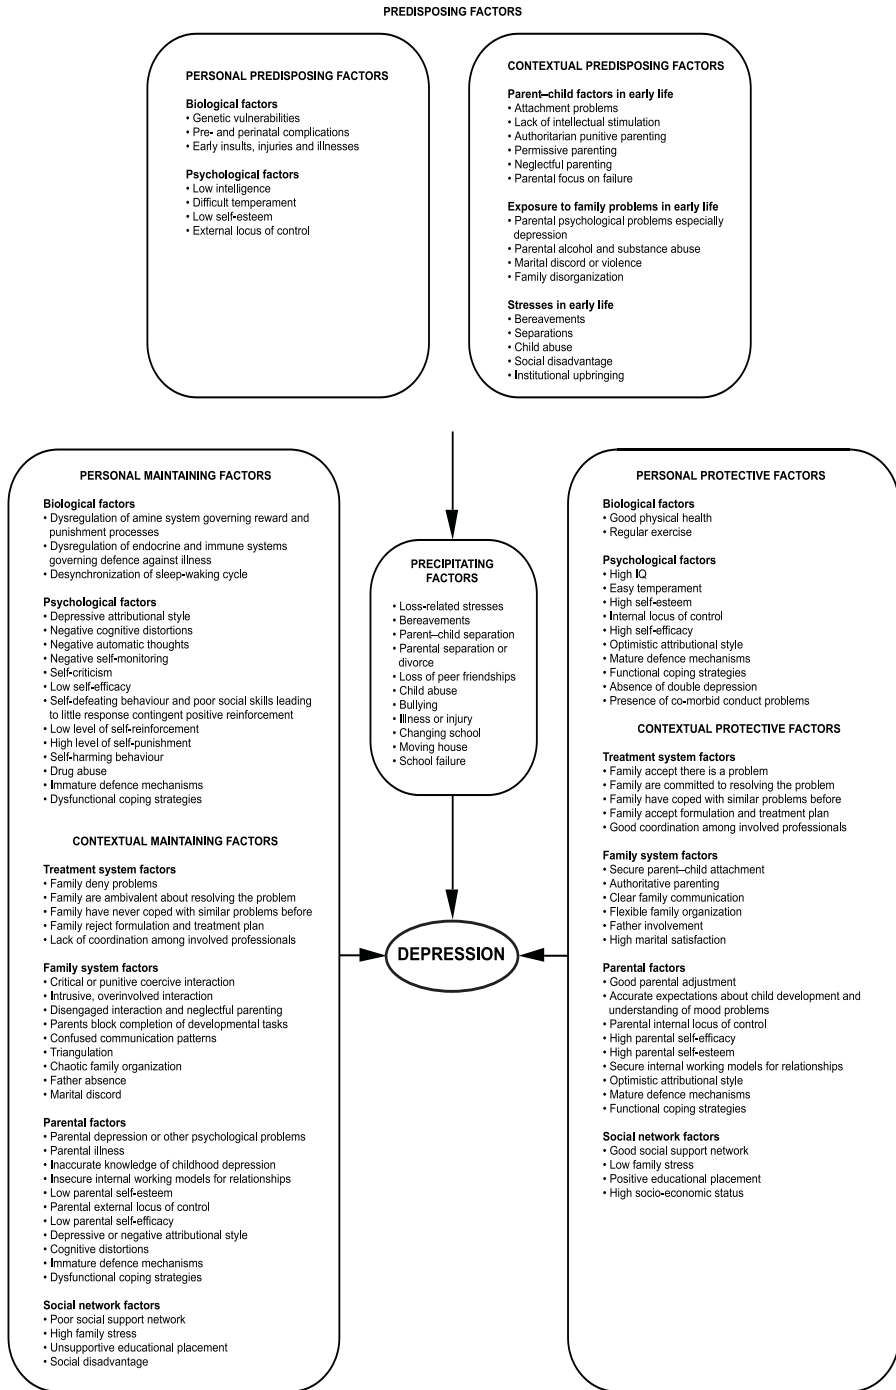 PREDISPOSING FACTORS
PERSONAL PREDISPOSING FACTORS
Biological factors
• Genetic vulnerabilities
• Pre- and perinatal complications
• Early insults, injuries and illnesses
Psychological factors
• Low intelligence
• Difficult temperament
• Low self-esteem
• External locus of control
CONTEXTUAL PREDISPOSING FACTORS
Parent–child factors in early life
• Attachment problems
• Lack of intellectual stimulation
• Authoritarian punitive parenting
• Permissive parenting
• Neglectful parenting
• Parental focus on failure
Exposure to family problems in early life
• Parental psychological problems especially
depression
• Parental alcohol and substance abuse
• Marital discord or violence
• Family disorganization
Stresses in early life
• Bereavements
• Separations
• Child abuse
• Social disadvantage
• Institutional upbringing
PERSONAL MAINTAINING FACTORS
Biological factors
• Dysregulation of amine system governing reward and
punishment processes
• Dysregulation of endocrine and immune systems
governing defence against illness
• Desynchronization of sleep-waking cycle
Psychological factors
• Depressive attributional style
• Negative cognitive distortions
• Negative automatic thoughts
• Negative self-monitoring
• Self-criticism
• Low self-efficacy
• Self-defeating behaviour and poor social skills leading
to little response contingent positive reinforcement
• Low level of self-reinforcement
• High level of self-punishment
• Self-harming behaviour
• Drug abuse
• Immature defence mechanisms
• Dysfunctional coping strategies
CONTEXTUAL MAINTAINING FACTORS
Treatment system factors
• Family deny problems
• Family are ambivalent about resolving the problem
• Family have never coped with similar problems before
• Family reject formulation and treatment plan
• Lack of coordination among involved professionals
Family system factors
• Critical or punitive coercive interaction
• Intrusive, overinvolved interaction
• Disengaged interaction and neglectful parenting
• Parents block completion of developmental tasks
• Confused communication patterns
• Triangulation
• Chaotic family organization
• Father absence
• Marital discord
Parental factors
• Parental depression or other psychological problems
• Parental illness
• Inaccurate knowledge of childhood depression
• Insecure internal working models for relationships
• Low parental self-esteem
• Parental external locus of control
• Low parental self-efficacy
• Depressive or negative attributional style
• Cognitive distortions
• Immature defence mechanisms
• Dysfunctional coping strategies
Social network factors
• Poor social support network
• High family stress
• Unsupportive educational placement
• Social disadvantage
PRECIPITATING
FACTORS
• Loss-related stresses
• Bereavements
• Parent–child separation
• Parental separation or
divorce
• Loss of peer friendships
• Child abuse
• Bullying
• Illness or injury
• Changing school
• Moving house
• School failure
DEPRESSION
PERSONAL PROTECTIVE FACTORS
Biological factors
• Good physical health
• Regular exercise
Psychological factors
• High IQ
• Easy temperament
• High self-esteem
• Internal locus of control
• High self-efficacy
• Optimistic attributional style
• Mature defence mechanisms
• Functional coping strategies
• Absence of double depression
• Presence of co-morbid conduct problems
CONTEXTUAL PROTECTIVE FACTORS
Treatment system factors
• Family accept there is a problem
• Family are committed to resolving the problem
• Family have coped with similar problems before
• Family accept formulation and treatment plan
• Good coordination among involved professionals
Family system factors
• Secure parent–child attachment
• Authoritative parenting
• Clear family communication
• Flexible family organization
• Father involvement
• High marital satisfaction
Parental factors
• Good parental adjustment
• Accurate expectations about child development and
understanding of mood problems
• Parental internal locus of control
• High parental self-efficacy
• High parental self-esteem
• Secure internal working models for relationships
• Optimistic attributional style
• Mature defence mechanisms
• Functional coping strategies
Social network factors
• Good social support network
• Low family stress
• Positive educational placement
• High socio-economic status